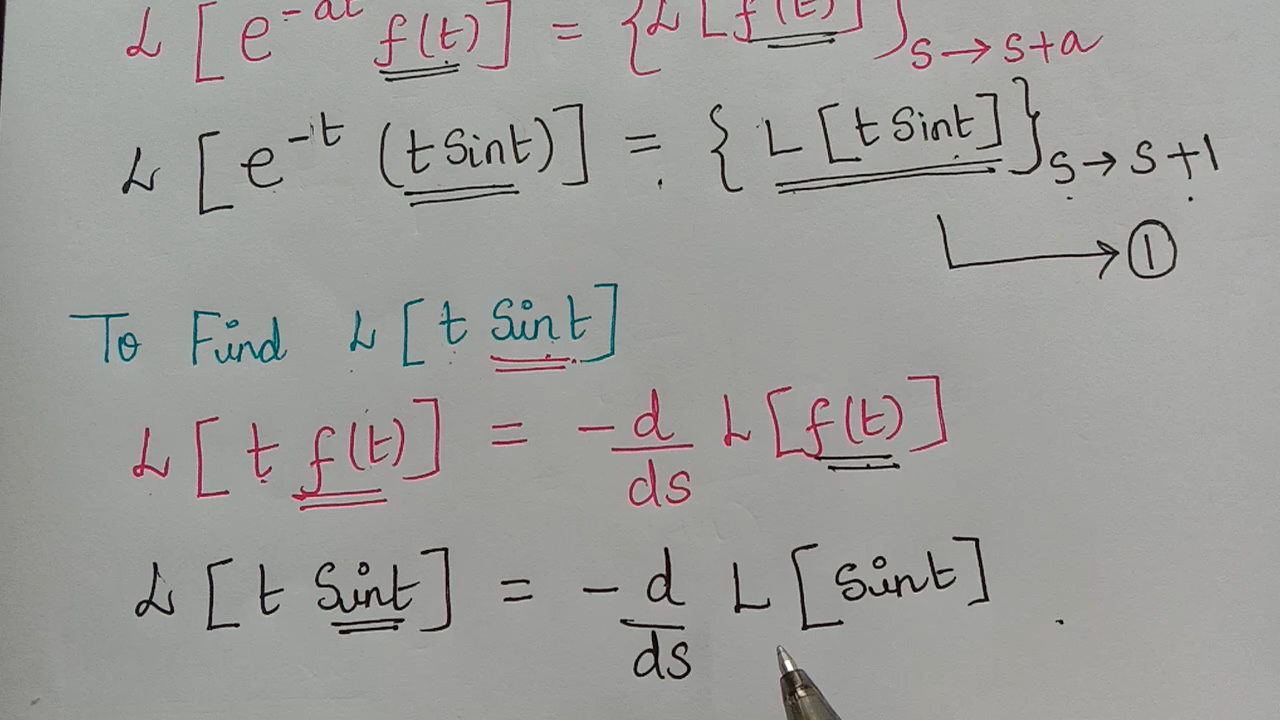 L[e^{-at} f(t)] = {L[f(t)]}_{s→s+a}
L[e^{-t} (t Sint)] = {L[t Sint]}_{s→s+1}
→ ①
To Find L[t Sint]
L[t f(t)] = -d/ds L[f(t)]
L[t Sint] = -d/ds L[Sint]